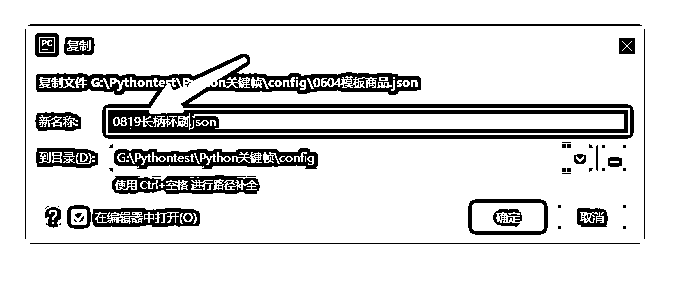 PC 复制
复制文件 G:\Pythontest\Python关键帧\config\0604模板商品.json
新名称: 0819长柄杯刷.json
到目录(D): G:\Pythontest\Python关键帧\config
使用 Ctrl+空格 进行路径补全
? 在编辑器中打开(O) 确定 取消